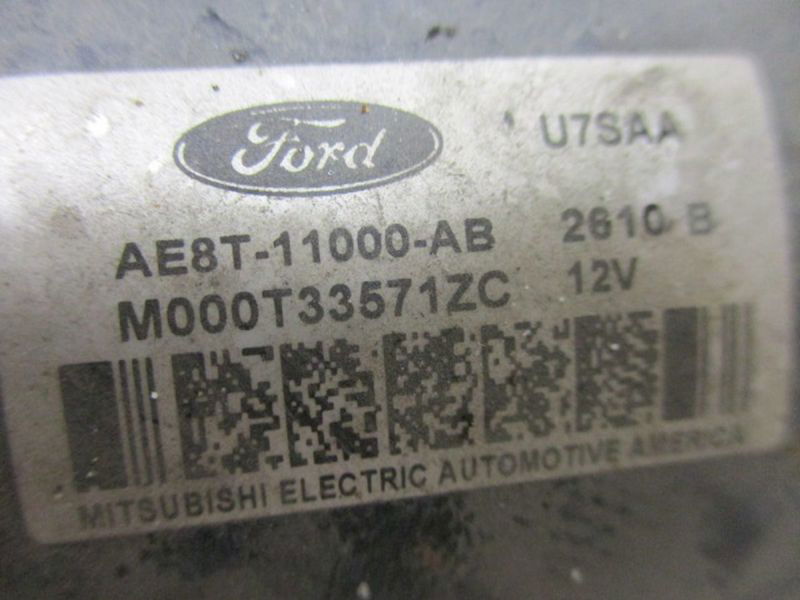 Ford
U7SAA
AE8T-11000-AB 2610 B
M000T33571ZC 12V
MITSUBISHI ELECTRIC AUTOMOTIVE AMERICA